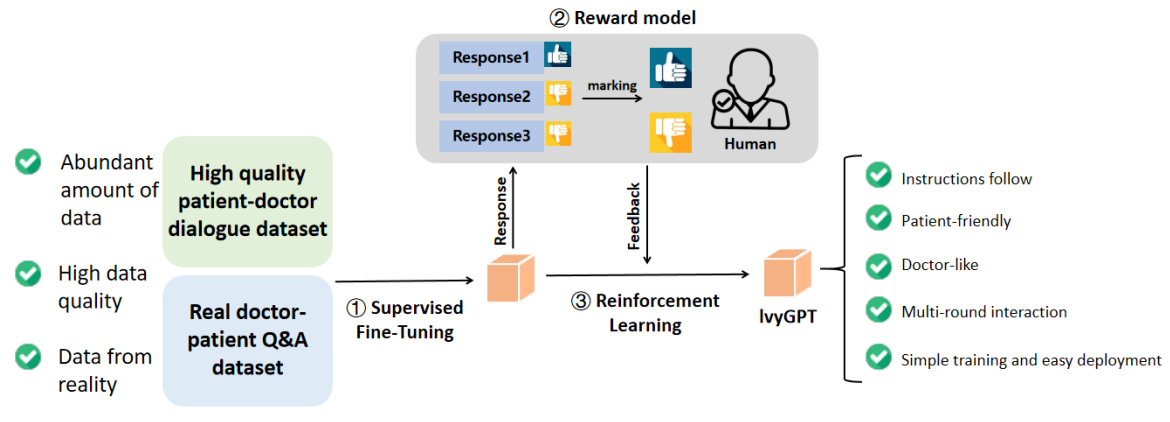 ② Reward model
Response1
Response2
Response3
marking
Human
Abundant
amount of
data
High data
quality
Data from
reality
High quality
patient-doctor
dialogue dataset
Real doctor-
patient Q&A
dataset
① Supervised
Fine-Tuning
Response
Feedback
③ Reinforcement
Learning
IvyGPT
Instructions follow
Patient-friendly
Doctor-like
Multi-round interaction
Simple training and easy deployment